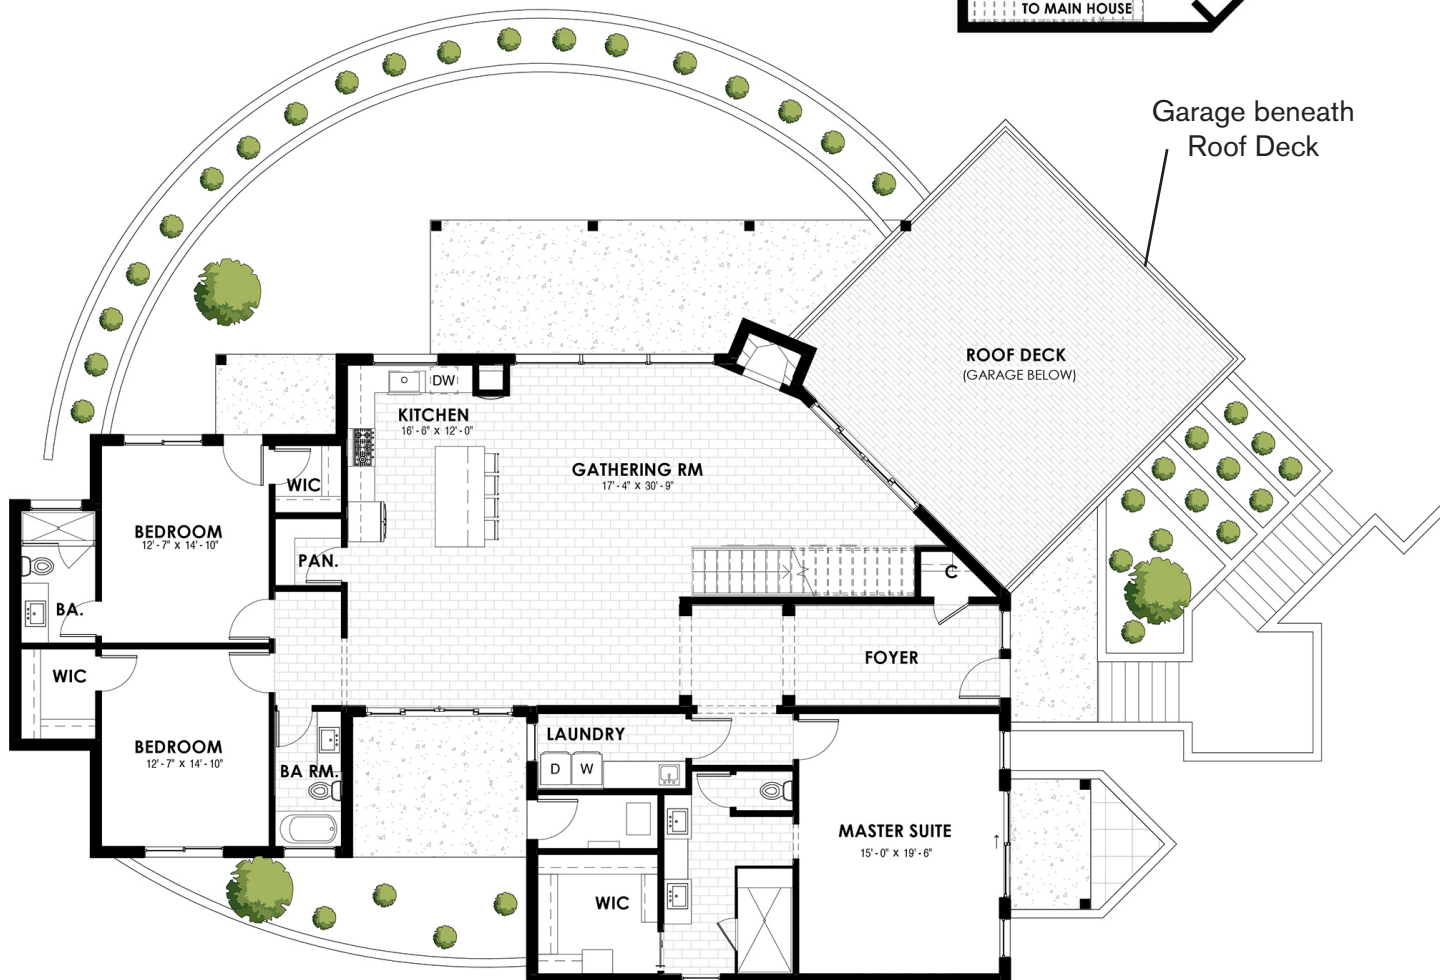 TO MAIN HOUSE
Garage beneath
Roof Deck
ROOF DECK
(GARAGE BELOW)
DW
KITCHEN
16' - 6" X 12' - 0"
GATHERING RM
17' - 4" X 30' - 9"
WIC
BEDROOM
12' - 7" X 14' - 10"
PAN.
C
BA.
FOYER
WIC
LAUNDRY
BEDROOM
12' - 7" X 14' - 10"
BA RM.
D
W
MASTER SUITE
15' - 0" X 19' - 6"
WIC